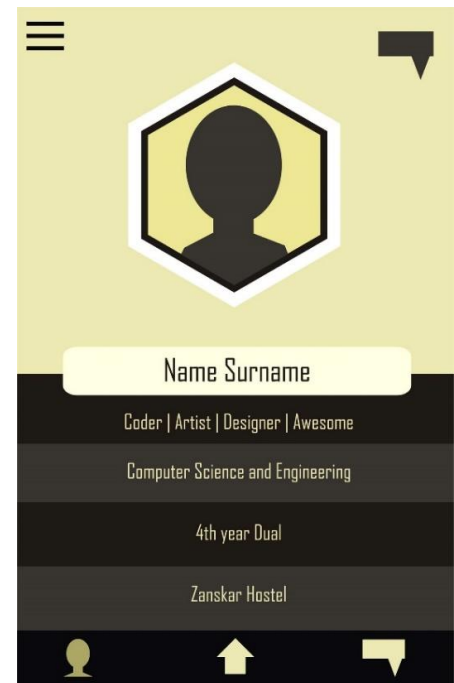 Name Surname
Coder | Artist | Designer | Awesome
Computer Science and Engineering
4th year Dual
Zanskar Hostel